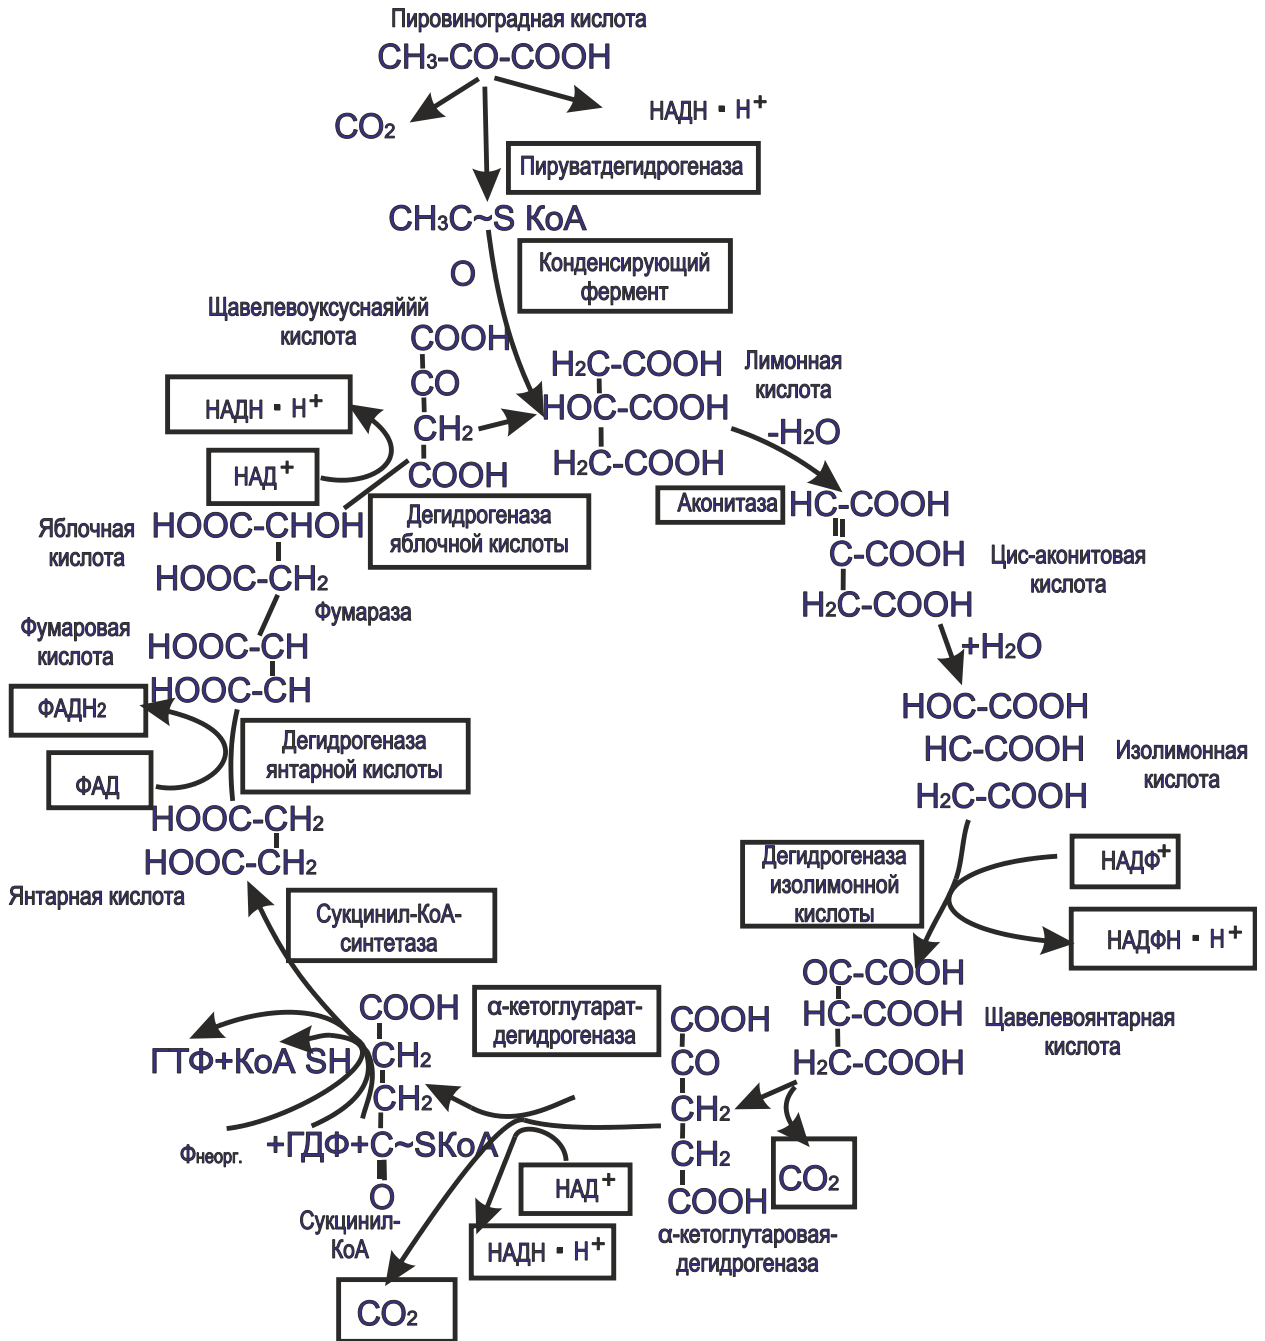 Пировиноградная кислота
CH3-CO-COOH
CO2
НАДН · Н+
Пируватдегидрогеназа
CH3C~S КоА
O
Конденсирующий
фермент
Щавелевоуксуснаяййй
кислота
COOH
CO
CH2
COOH
H2C-COOH
HOC-COOH
H2C-COOH
Лимонная
кислота
-H2O
НАДН · Н+
НАД+
Дегидрогеназа
яблочной кислоты
Аконитаза
HC-COOH
C-COOH
H2C-COOH
Цис-аконитовая
кислота
Яблочная
кислота
HOOC-CHOH
HOOC-CH2
Фумараза
+H2O
Фумаровая
кислота
HOOC-CH
HOOC-CH
HOC-COOH
HC-COOH
H2C-COOH
Изолимонная
кислота
ФАДН2
ФАД
Дегидрогеназа
янтарной кислоты
HOOC-CH2
HOOC-CH2
Янтарная кислота
Дегидрогеназа
изолимонной
кислоты
НАДФ+
НАДФН · Н+
Сукцинил-КоА-
синтетаза
OC-COOH
HC-COOH
H2C-COOH
Щавелевоянтарная
кислота
α-кетоглутарат-
дегидрогеназа
COOH
CO
CH2
CH2
COOH
α-кетоглутаровая-
дегидрогеназа
CO2
COOH
CH2
CH2
ГТФ+КоА SH
Фнеорг.
+ГДФ+C~SКоА
O
Сукцинил-
КоА
НАД+
НАДН · Н+
CO2